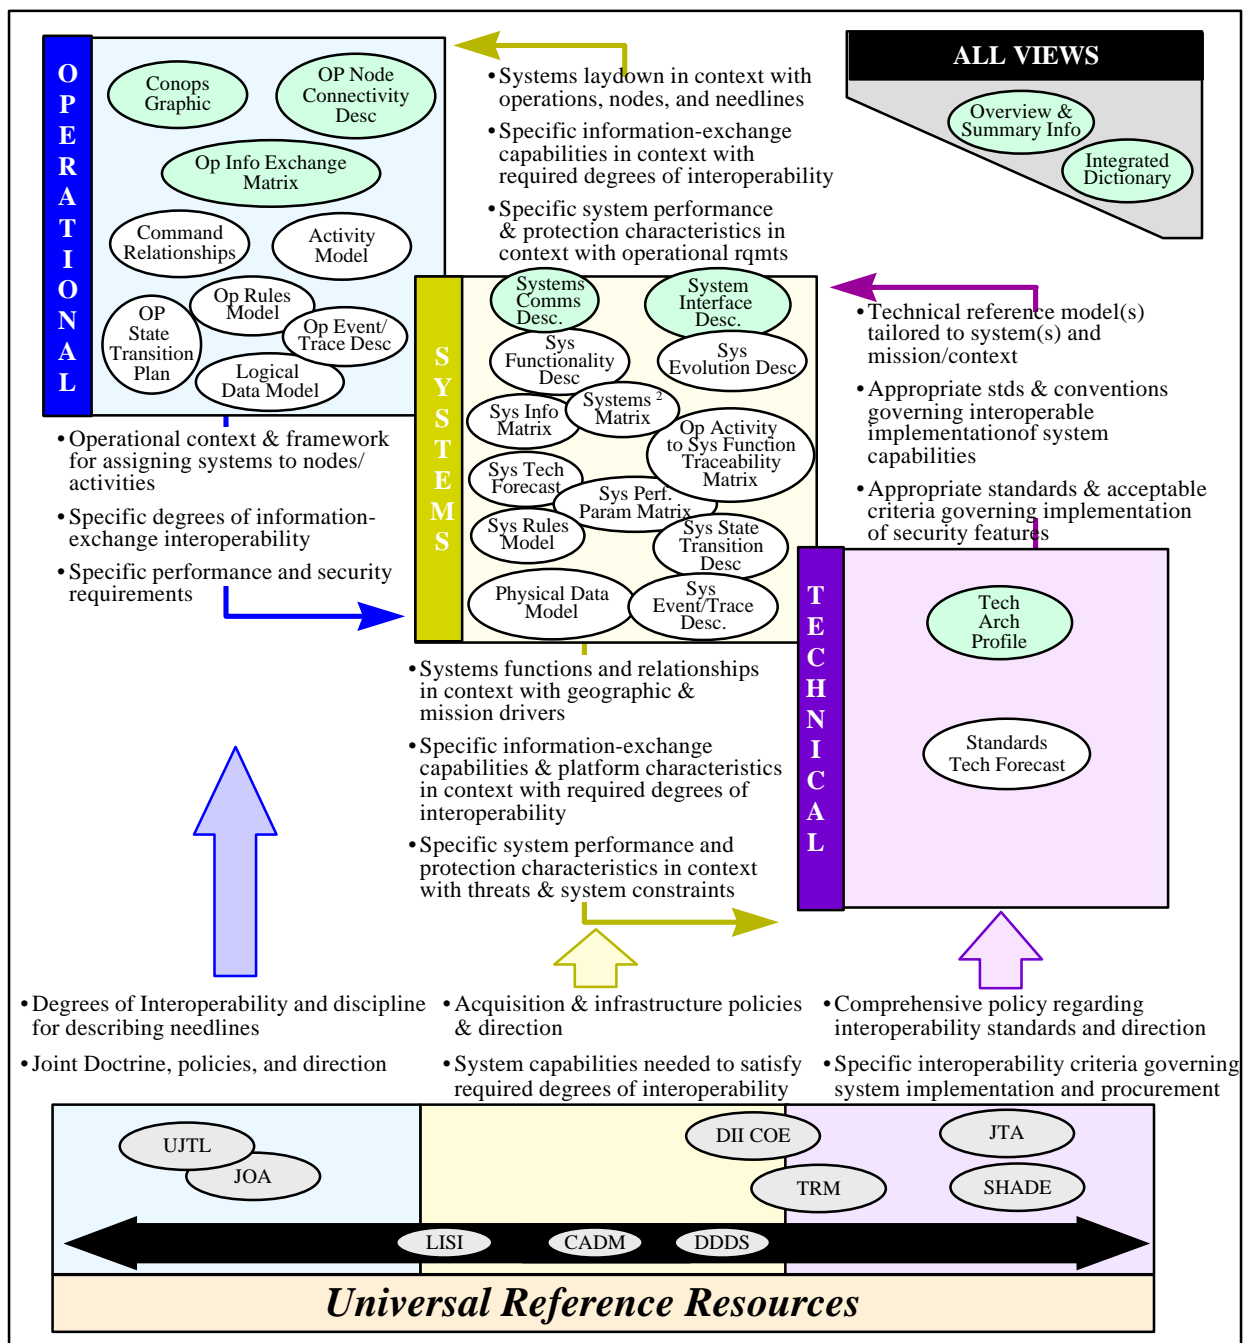 OPERATIONAL
Conops
Graphic
OP Node
Connectivity
Desc
Op Info Exchange
Matrix
Command
Relationships
Activity
Model
Op Rules
Model
OP
State
Transition
Plan
Op Event/
Trace Desc
Logical
Data Model
• Systems laydown in context with
operations, nodes, and needlines
• Specific information-exchange
capabilities in context with
required degrees of interoperability
• Specific system performance
& protection characteristics in
context with operational rqmts
ALL VIEWS
Overview &
Summary Info
Integrated
Dictionary
• Operational context & framework
for assigning systems to nodes/
activities
• Specific degrees of information-
exchange interoperability
• Specific performance and security
requirements
SYSTEMS
Systems
Comms
Desc.
System
Interface
Desc.
Sys
Functionality
Desc
Sys
Evolution Desc
Sys Info
Matrix
Systems 2
Matrix
Op Activity
to Sys Function
Traceability
Matrix
Sys Tech
Forecast
Sys Perf.
Param Matrix
Sys Rules
Model
Sys State
Transition
Desc
Physical Data
Model
Sys
Event/Trace
Desc.
• Technical reference model(s)
tailored to system(s) and
mission/context
• Appropriate stds & conventions
governing interoperable
implementationof system
capabilities
• Appropriate standards & acceptable
criteria governing implementation
of security features
TECHNICAL
Tech
Arch
Profile
Standards
Tech Forecast
• Systems functions and relationships
in context with geographic &
mission drivers
• Specific information-exchange
capabilities & platform characteristics
in context with required degrees of
interoperability
• Specific system performance and
protection characteristics in context
with threats & system constraints
• Degrees of Interoperability and discipline
for describing needlines
• Joint Doctrine, policies, and direction
• Acquisition & infrastructure policies
& direction
• System capabilities needed to satisfy
required degrees of interoperability
• Comprehensive policy regarding
interoperability standards and direction
• Specific interoperability criteria governing
system implementation and procurement
UJTL
JOA
DII COE
TRM
JTA
SHADE
LISI
CADM
DDDS
Universal Reference Resources